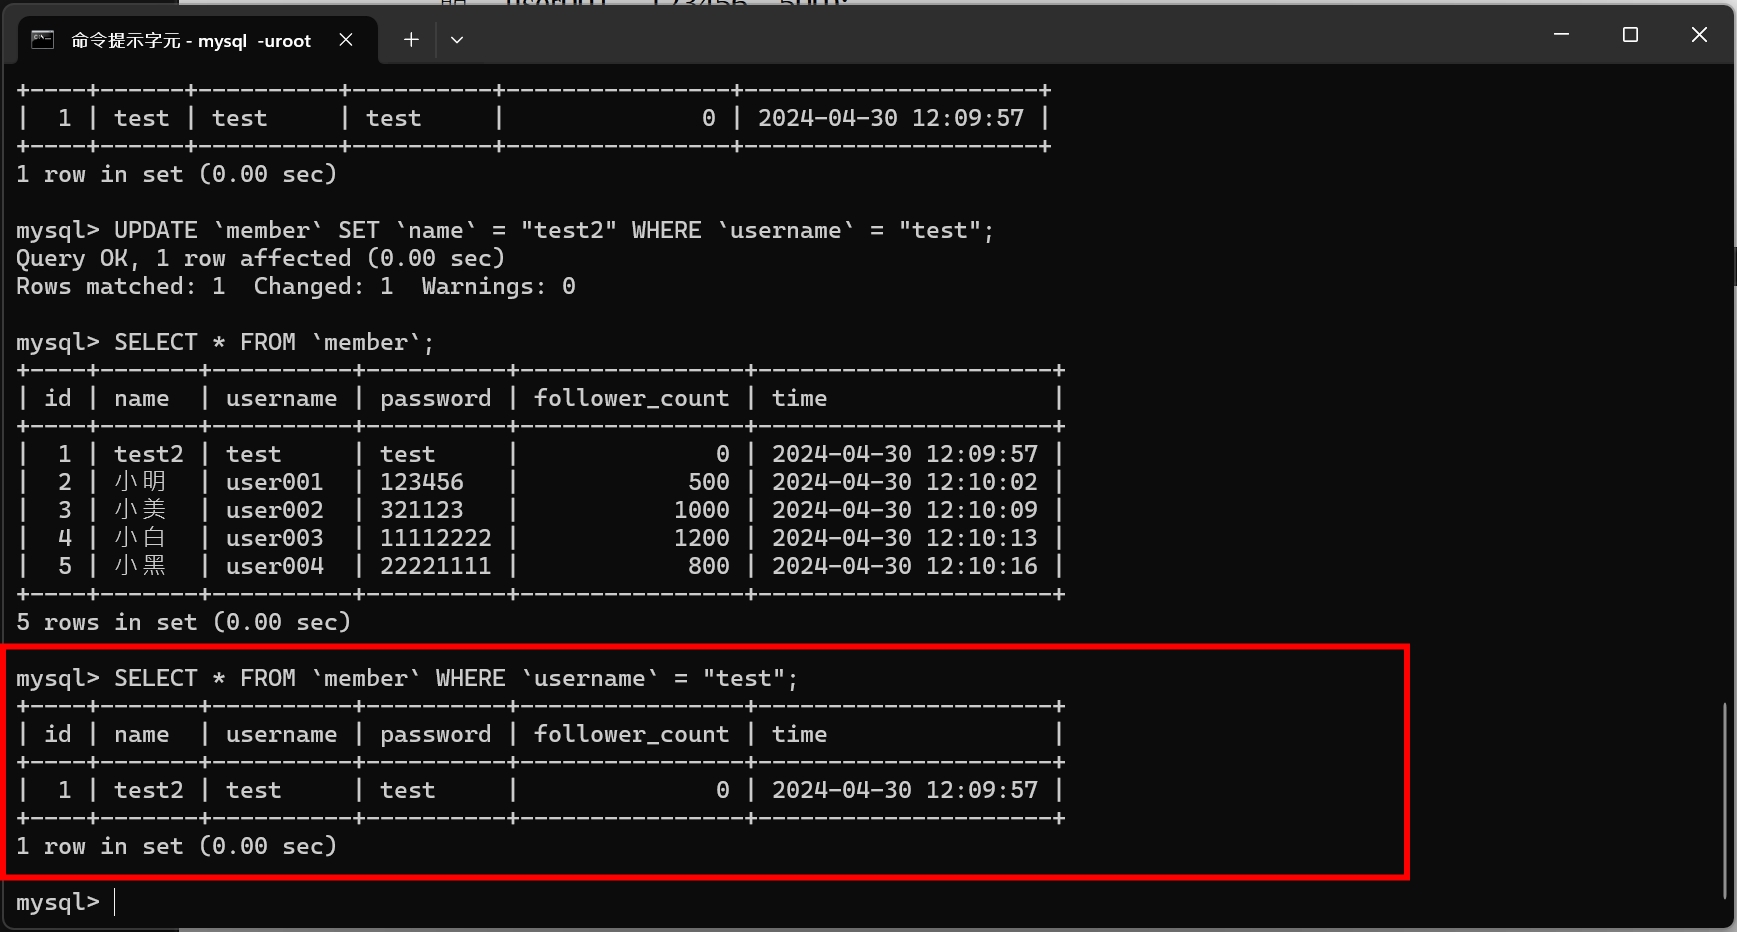 命令提示字元 - mysql  -uroot
+----+------+----------+----------+----------------+---------------------+
|  1 | test | test     | test     |              0 | 2024-04-30 12:09:57 |
+----+------+----------+----------+----------------+---------------------+
1 row in set (0.00 sec)
mysql> UPDATE `member` SET `name` = "test2" WHERE `username` = "test";
Query OK, 1 row affected (0.00 sec)
Rows matched: 1  Changed: 1  Warnings: 0
mysql> SELECT * FROM `member`;
+----+-------+----------+----------+----------------+---------------------+
| id | name  | username | password | follower_count | time                |
+----+-------+----------+----------+----------------+---------------------+
|  1 | test2 | test     | test     |              0 | 2024-04-30 12:09:57 |
|  2 | 小明  | user001  | 123456   |            500 | 2024-04-30 12:10:02 |
|  3 | 小美  | user002  | 321123   |           1000 | 2024-04-30 12:10:09 |
|  4 | 小白  | user003  | 11112222 |           1200 | 2024-04-30 12:10:13 |
|  5 | 小黑  | user004  | 22221111 |            800 | 2024-04-30 12:10:16 |
+----+-------+----------+----------+----------------+---------------------+
5 rows in set (0.00 sec)
mysql> SELECT * FROM `member` WHERE `username` = "test";
+----+-------+----------+----------+----------------+---------------------+
| id | name  | username | password | follower_count | time                |
+----+-------+----------+----------+----------------+---------------------+
|  1 | test2 | test     | test     |              0 | 2024-04-30 12:09:57 |
+----+-------+----------+----------+----------------+---------------------+
1 row in set (0.00 sec)
mysql>